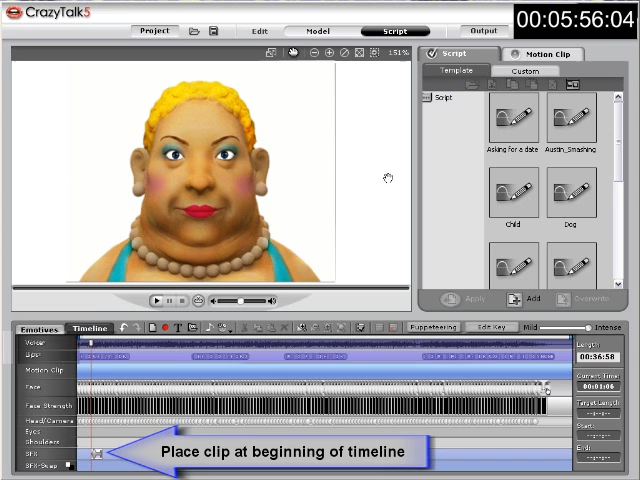 CrazyTalk5
Project
Edit
Model
Script
Output
00:05:56:04
151%
Script
Motion Clip
Template
Custom
Script
Asking for a date
Austin_Smashing
Child
Dog
Apply
Add
Overwrite
Emotives
Timeline
Puppeteering
Edit Key
Mild
Intense
Voice
Lips
Motion Clip
Face
Face Strength
Head/Camera
Eyes
Shoulders
SFX
SFX-Swap
Length:
00:36:58
Current Time:
00:01:06
Target Length:
--:--:--
Start:
--:--:--
End:
--:--:--
Place clip at beginning of timeline